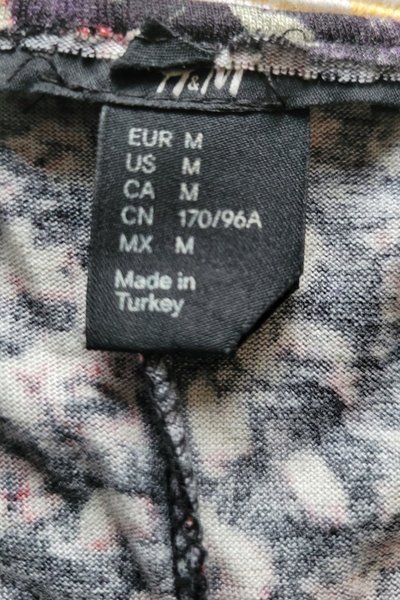 H&M
EUR M
US M
CA M
CN 170/96A
MX M
Made in
Turkey